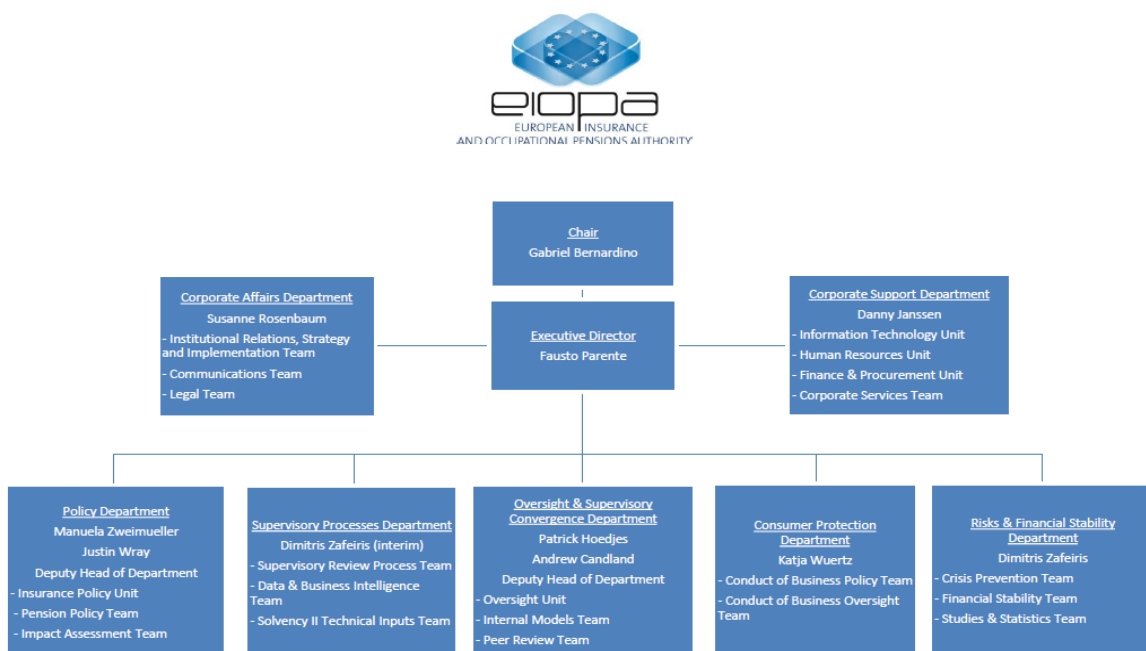 eiopa
EUROPEAN INSURANCE
AND OCCUPATIONAL PENSIONS AUTHORITY
Chair
Gabriel Bernardino
Corporate Affairs Department
Susanne Rosenbaum
- Institutional Relations, Strategy
and Implementation Team
- Communications Team
- Legal Team
Executive Director
Fausto Parente
Corporate Support Department
Danny Janssen
- Information Technology Unit
- Human Resources Unit
- Finance & Procurement Unit
- Corporate Services Team
Policy Department
Manuela Zweimueller
Justin Wray
Deputy Head of Department
- Insurance Policy Unit
- Pension Policy Team
- Impact Assessment Team
Supervisory Processes Department
Dimitris Zafeiris (interim)
- Supervisory Review Process Team
- Data & Business Intelligence
Team
- Solvency II Technical Inputs Team
Oversight & Supervisory
Convergence Department
Patrick Hoedjes
Andrew Candland
Deputy Head of Department
- Oversight Unit
- Internal Models Team
- Peer Review Team
Consumer Protection
Department
Katja Wuertz
- Conduct of Business Policy Team
- Conduct of Business Oversight
Team
Risks & Financial Stability
Department
Dimitris Zafeiris
- Crisis Prevention Team
- Financial Stability Team
- Studies & Statistics Team